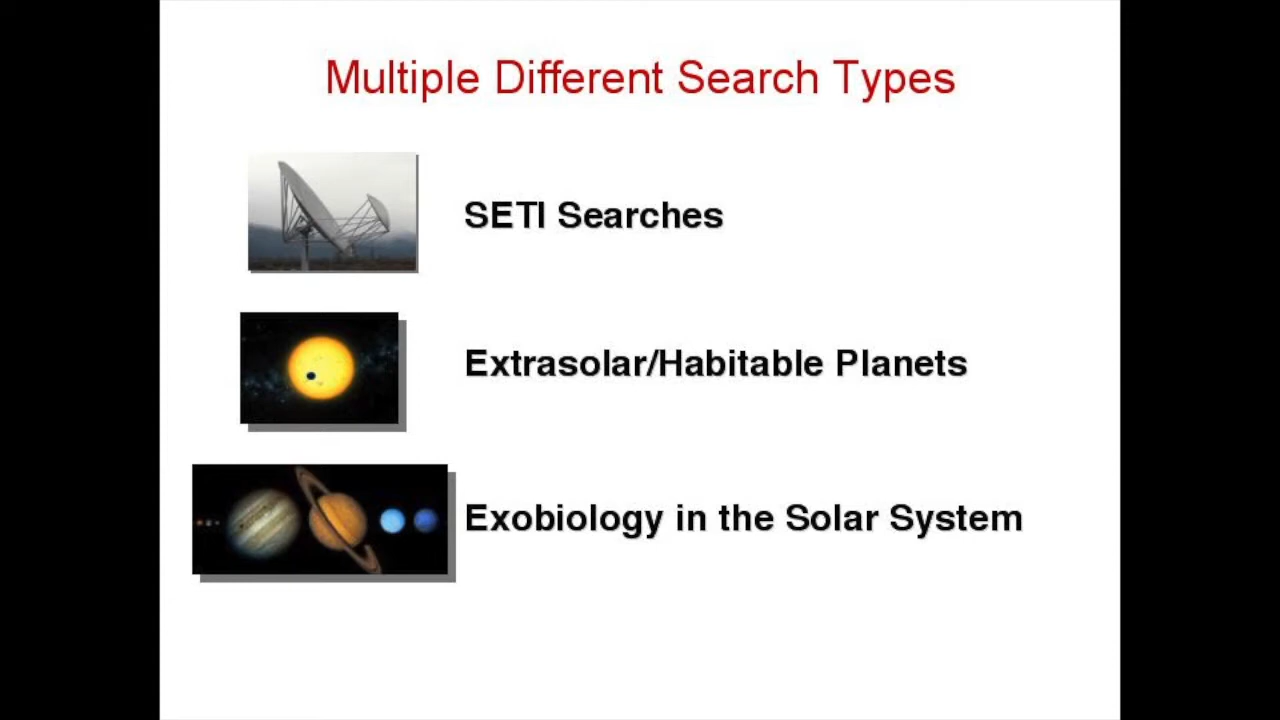 Multiple Different Search Types
SETI Searches
Extrasolar/Habitable Planets
Exobiology in the Solar System